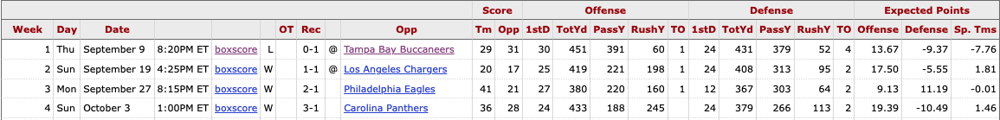 Score Offense Defense Expected Points
Week Day Date OT Rec Opp Tm Opp 1stD TotYd PassY RushY TO 1stD TotYd PassY RushY TO Offense Defense Sp. Tms
1 Thu September 9 8:20PM ET boxscore L 0-1 @ Tampa Bay Buccaneers 29 31 30 451 391 60 1 24 431 379 52 4 13.67 -9.37 -7.76
2 Sun September 19 4:25PM ET boxscore W 1-1 @ Los Angeles Chargers 20 17 25 419 221 198 1 24 408 313 95 2 17.50 -5.55 1.81
3 Mon September 27 8:15PM ET boxscore W 2-1 Philadelphia Eagles 41 21 27 380 220 160 1 12 367 303 64 2 9.13 11.19 -0.01
4 Sun October 3 1:00PM ET boxscore W 3-1 Carolina Panthers 36 28 24 433 188 245 24 379 266 113 2 19.39 -10.49 1.46